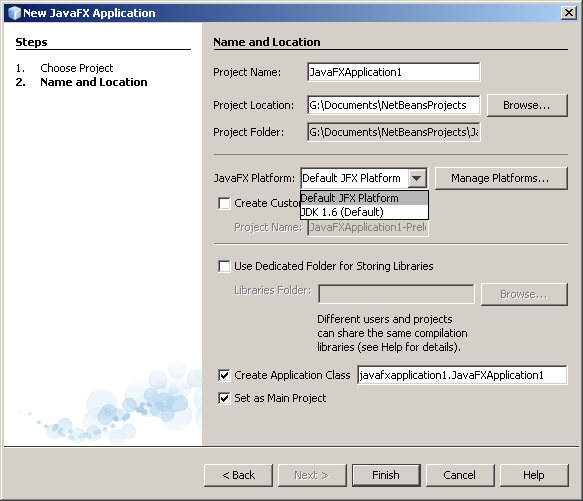 New JavaFX Application
Steps
1. Choose Project
2. Name and Location
Name and Location
Project Name: JavaFXApplication1
Project Location: G:\Documents\NetBeansProjects Browse...
Project Folder: G:\Documents\NetBeansProjects\Ja
JavaFX Platform: Default JFX Platform Manage Platforms...
Default JFX Platform
JDK 1.6 (Default)
Create Custo
Project Name: JavaFXApplication1-Prel
Use Dedicated Folder for Storing Libraries
Libraries Folder: Browse...
Different users and projects
can share the same compilation
libraries (see Help for details).
Create Application Class javafxapplication1.JavaFXApplication1
Set as Main Project
< Back Next > Finish Cancel Help